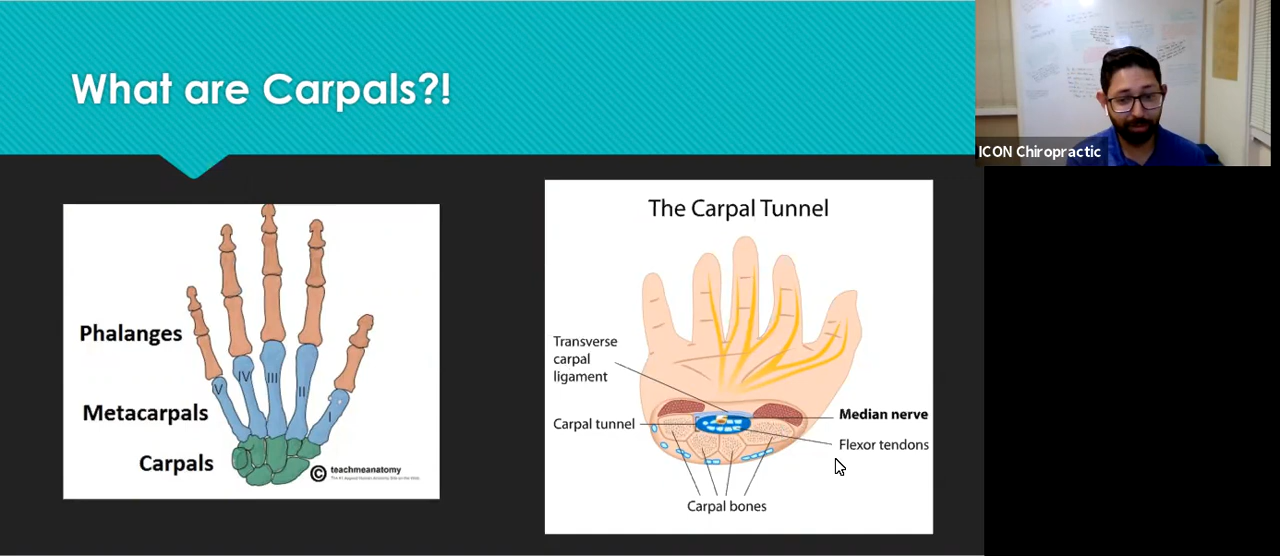 What are Carpals?!
ICON Chiropractic
Phalanges
Metacarpals
Carpals
V
IV
III
II
I
© teachmeanatomy
The Carpal Tunnel
Transverse
carpal
ligament
Carpal tunnel
Median nerve
Flexor tendons
Carpal bones